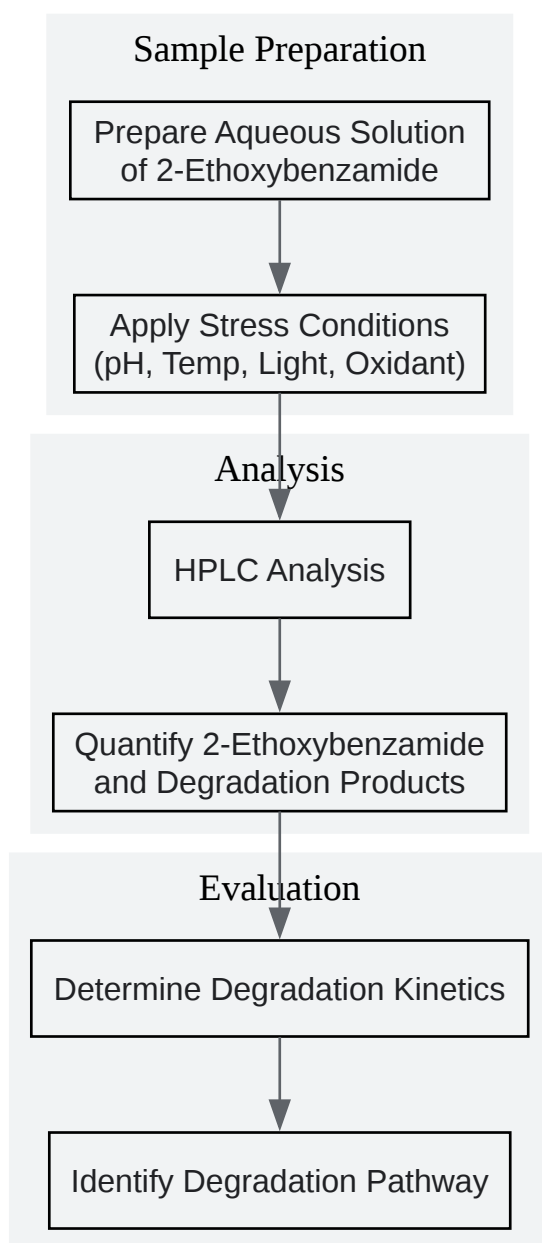 Sample Preparation
Prepare Aqueous Solution
of 2-Ethoxybenzamide
Apply Stress Conditions
(pH, Temp, Light, Oxidant)
Analysis
HPLC Analysis
Quantify 2-Ethoxybenzamide
and Degradation Products
Evaluation
Determine Degradation Kinetics
Identify Degradation Pathway